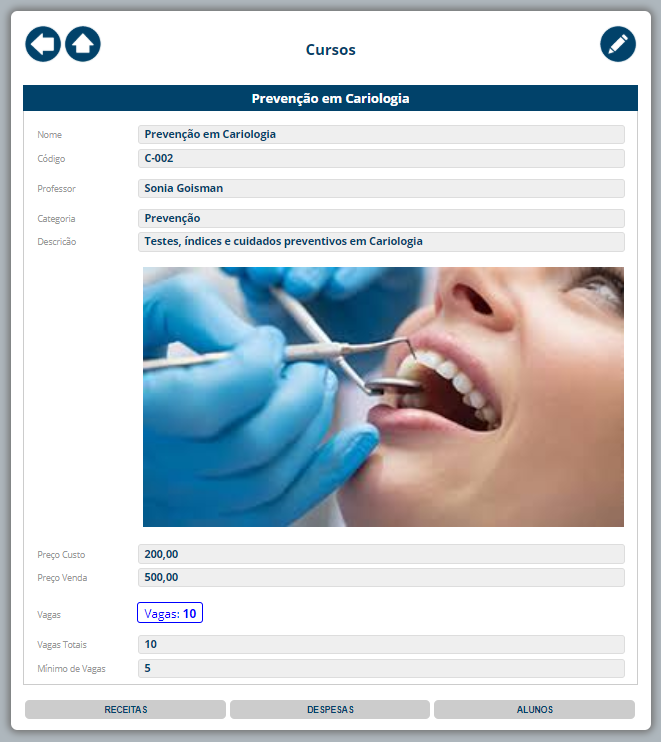 Cursos
Prevenção em Cariologia
Nome Prevenção em Cariologia
Código C-002
Professor Sonia Goisman
Categoria Prevenção
Descricão Testes, índices e cuidados preventivos em Cariologia
Preço Custo 200,00
Preço Venda 500,00
Vagas Vagas: 10
Vagas Totais 10
Mínimo de Vagas 5
RECEITAS DESPESAS ALUNOS